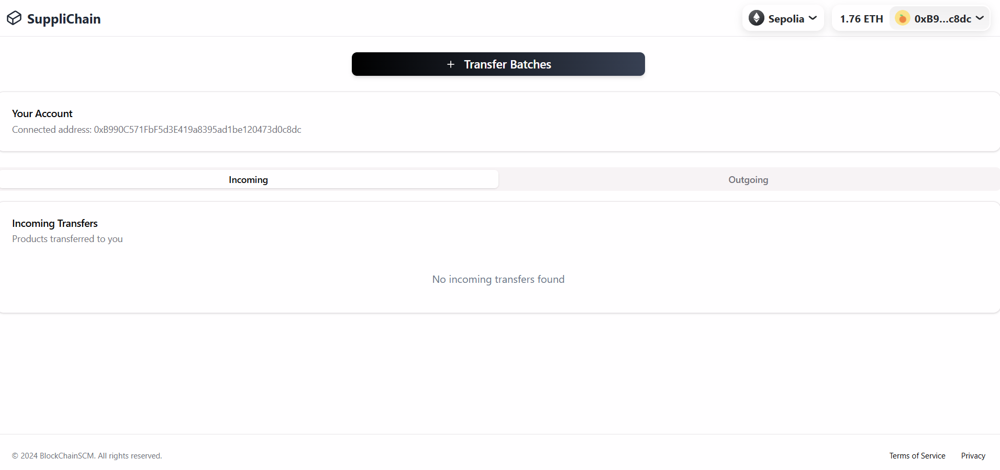 SuppliChain
Sepolia
1.76 ETH
0xB9...c8dc
+ Transfer Batches
Your Account
Connected address: 0xB990C571FbF5d3E419a8395ad1be120473d0c8dc
Incoming
Outgoing
Incoming Transfers
Products transferred to you
No incoming transfers found
© 2024 BlockChainSCM. All rights reserved.
Terms of Service
Privacy